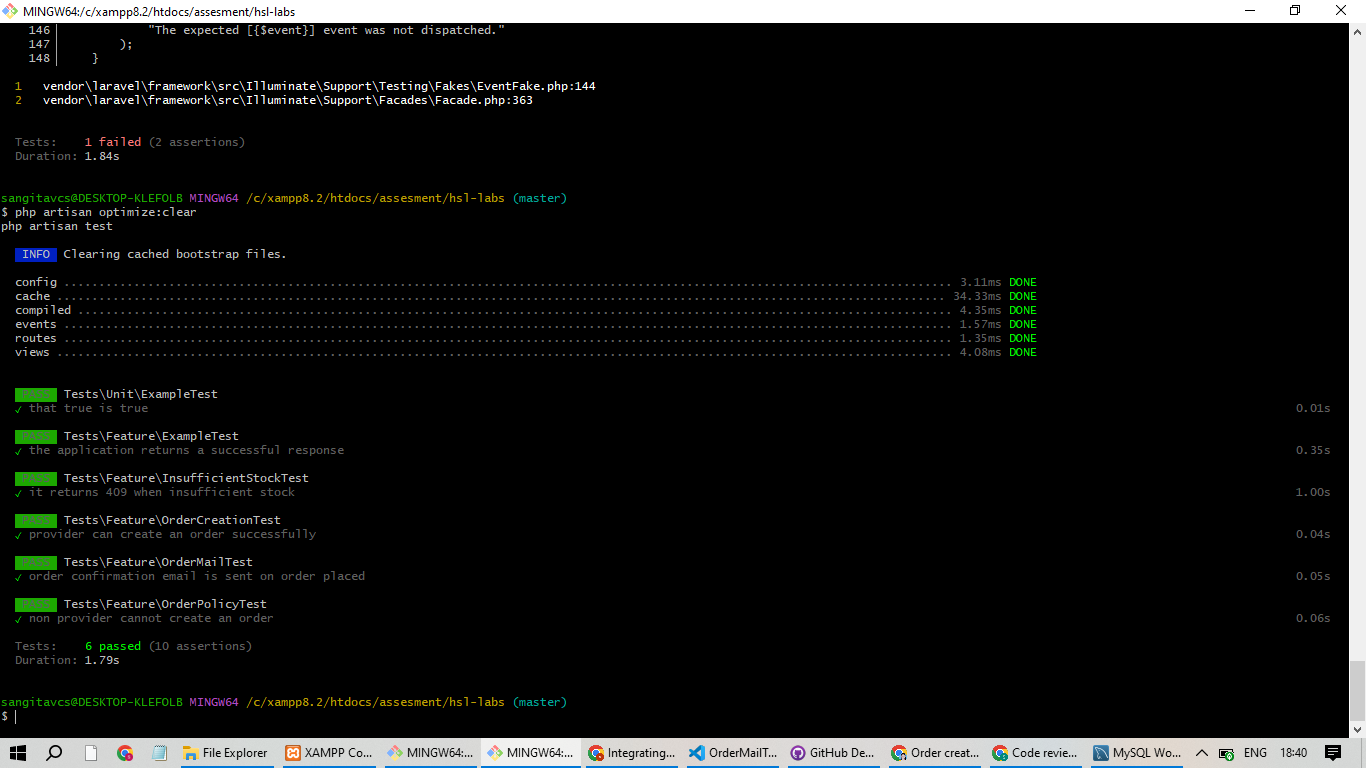 MINGW64:/c/xampp8.2/htdocs/assesment/hsl-labs
146 "The expected [{$event}] event was not dispatched."
147 );
148 }
1 vendor\laravel\framework\src\Illuminate\Support\Testing\Fakes\EventFake.php:144
2 vendor\laravel\framework\src\Illuminate\Support\Facades\Facade.php:363
Tests: 1 failed (2 assertions)
Duration: 1.84s
sangitavcs@DESKTOP-KLEFOLB MINGW64 /c/xampp8.2/htdocs/assesment/hsl-labs (master)
$ php artisan optimize:clear
php artisan test
INFO Clearing cached bootstrap files.
config ................................................................................................................................ 3.11ms DONE
cache ................................................................................................................................ 34.33ms DONE
compiled .............................................................................................................................. 4.35ms DONE
events ................................................................................................................................ 1.57ms DONE
routes ................................................................................................................................ 1.35ms DONE
views ................................................................................................................................. 4.08ms DONE
PASS Tests\Unit\ExampleTest
✓ that true is true 0.01s
PASS Tests\Feature\ExampleTest
✓ the application returns a successful response 0.35s
PASS Tests\Feature\InsufficientStockTest
✓ it returns 409 when insufficient stock 1.00s
PASS Tests\Feature\OrderCreationTest
✓ provider can create an order successfully 0.04s
PASS Tests\Feature\OrderMailTest
✓ order confirmation email is sent on order placed 0.05s
PASS Tests\Feature\OrderPolicyTest
✓ non provider cannot create an order 0.06s
Tests: 6 passed (10 assertions)
Duration: 1.79s
sangitavcs@DESKTOP-KLEFOLB MINGW64 /c/xampp8.2/htdocs/assesment/hsl-labs (master)
$
File Explorer XAMPP Co... MINGW64:... MINGW64:... Integrating... OrderMailT... GitHub De... Order creat... Code revie... MySQL Wo... ENG 18:40